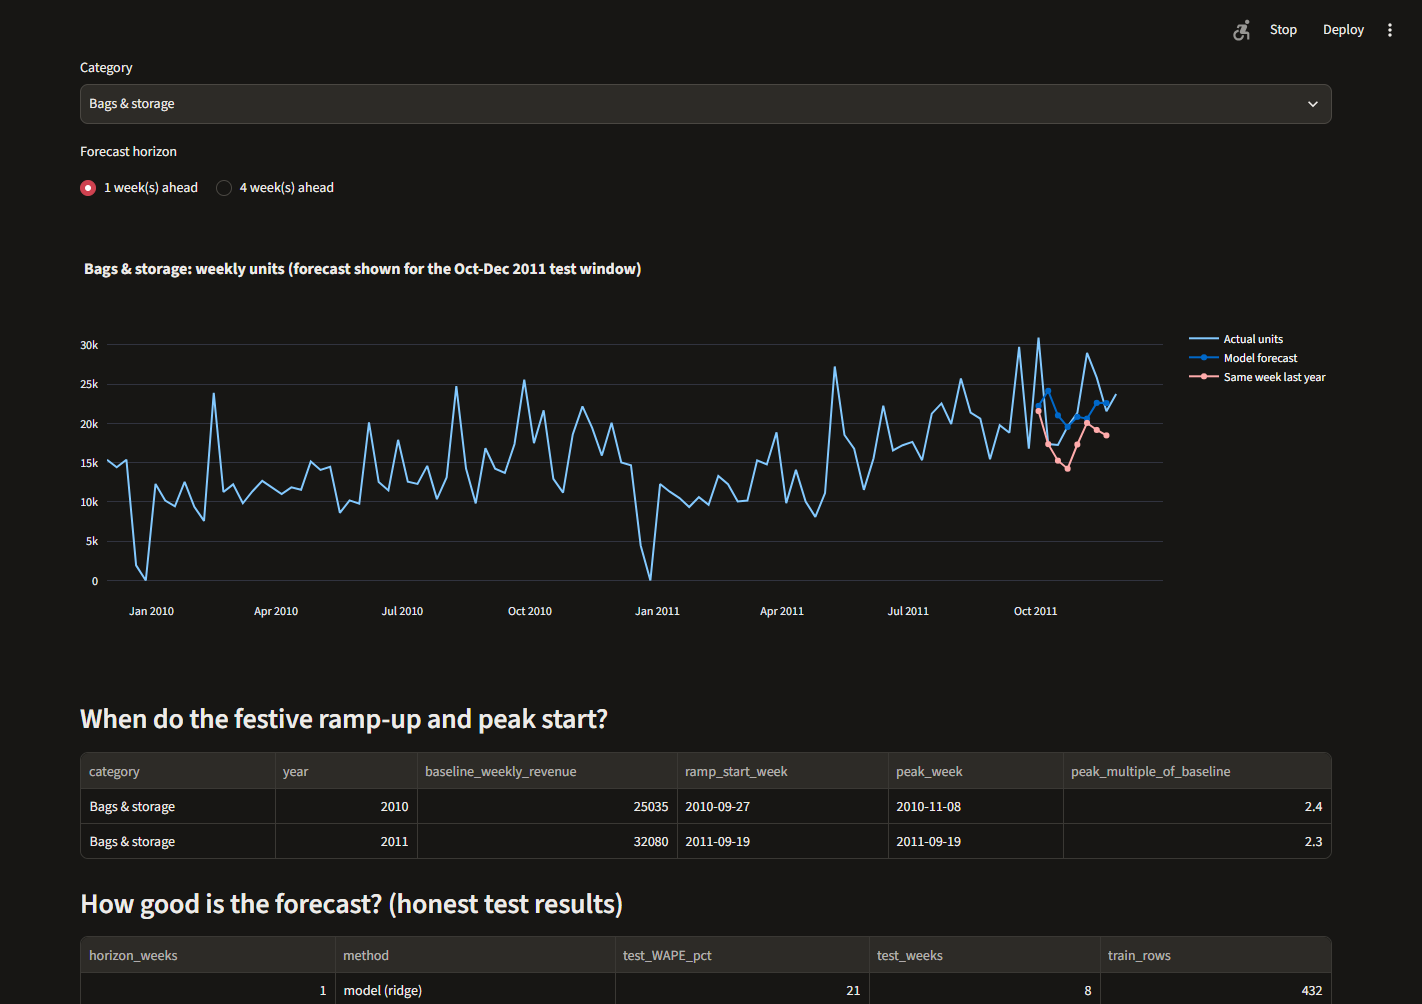 Stop Deploy
Category
Bags & storage
Forecast horizon
1 week(s) ahead 4 week(s) ahead
Bags & storage: weekly units (forecast shown for the Oct-Dec 2011 test window)
Actual units
Model forecast
Same week last year
30k
25k
20k
15k
10k
5k
0
Jan 2010 Apr 2010 Jul 2010 Oct 2010 Jan 2011 Apr 2011 Jul 2011 Oct 2011
When do the festive ramp-up and peak start?
category year baseline_weekly_revenue ramp_start_week peak_week peak_multiple_of_baseline
Bags & storage 2010 25035 2010-09-27 2010-11-08 2.4
Bags & storage 2011 32080 2011-09-19 2011-09-19 2.3
How good is the forecast? (honest test results)
horizon_weeks method test_WAPE_pct test_weeks train_rows
1 model (ridge) 21 8 432